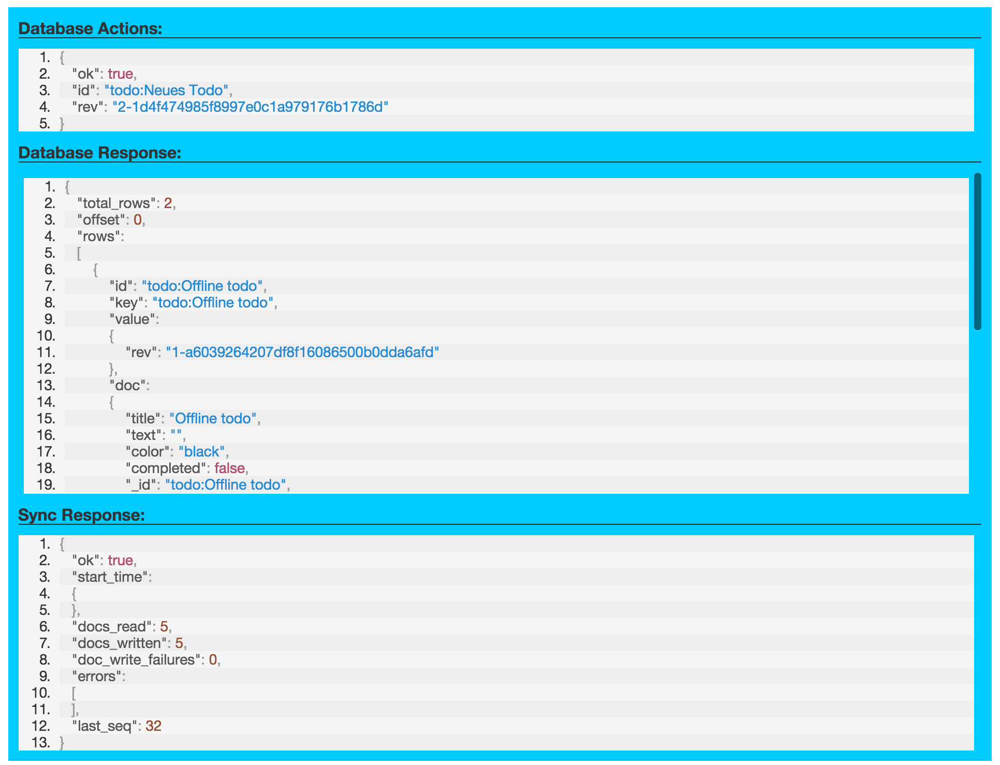 Database Actions:
1. {
2. "ok": true,
3. "id": "todo:Neues Todo",
4. "rev": "2-1d4f474985f8997e0c1a979176b1786d"
5. }
Database Response:
1. {
2. "total_rows": 2,
3. "offset": 0,
4. "rows":
5. [
6. {
7. "id": "todo:Offline todo",
8. "key": "todo:Offline todo",
9. "value":
10. {
11. "rev": "1-a6039264207df8f16086500b0dda6afd"
12. },
13. "doc":
14. {
15. "title": "Offline todo",
16. "text": "",
17. "color": "black",
18. "completed": false,
19. "_id": "todo:Offline todo",
Sync Response:
1. {
2. "ok": true,
3. "start_time":
4. {
5. },
6. "docs_read": 5,
7. "docs_written": 5,
8. "doc_write_failures": 0,
9. "errors":
10. [
11. ],
12. "last_seq": 32
13. }